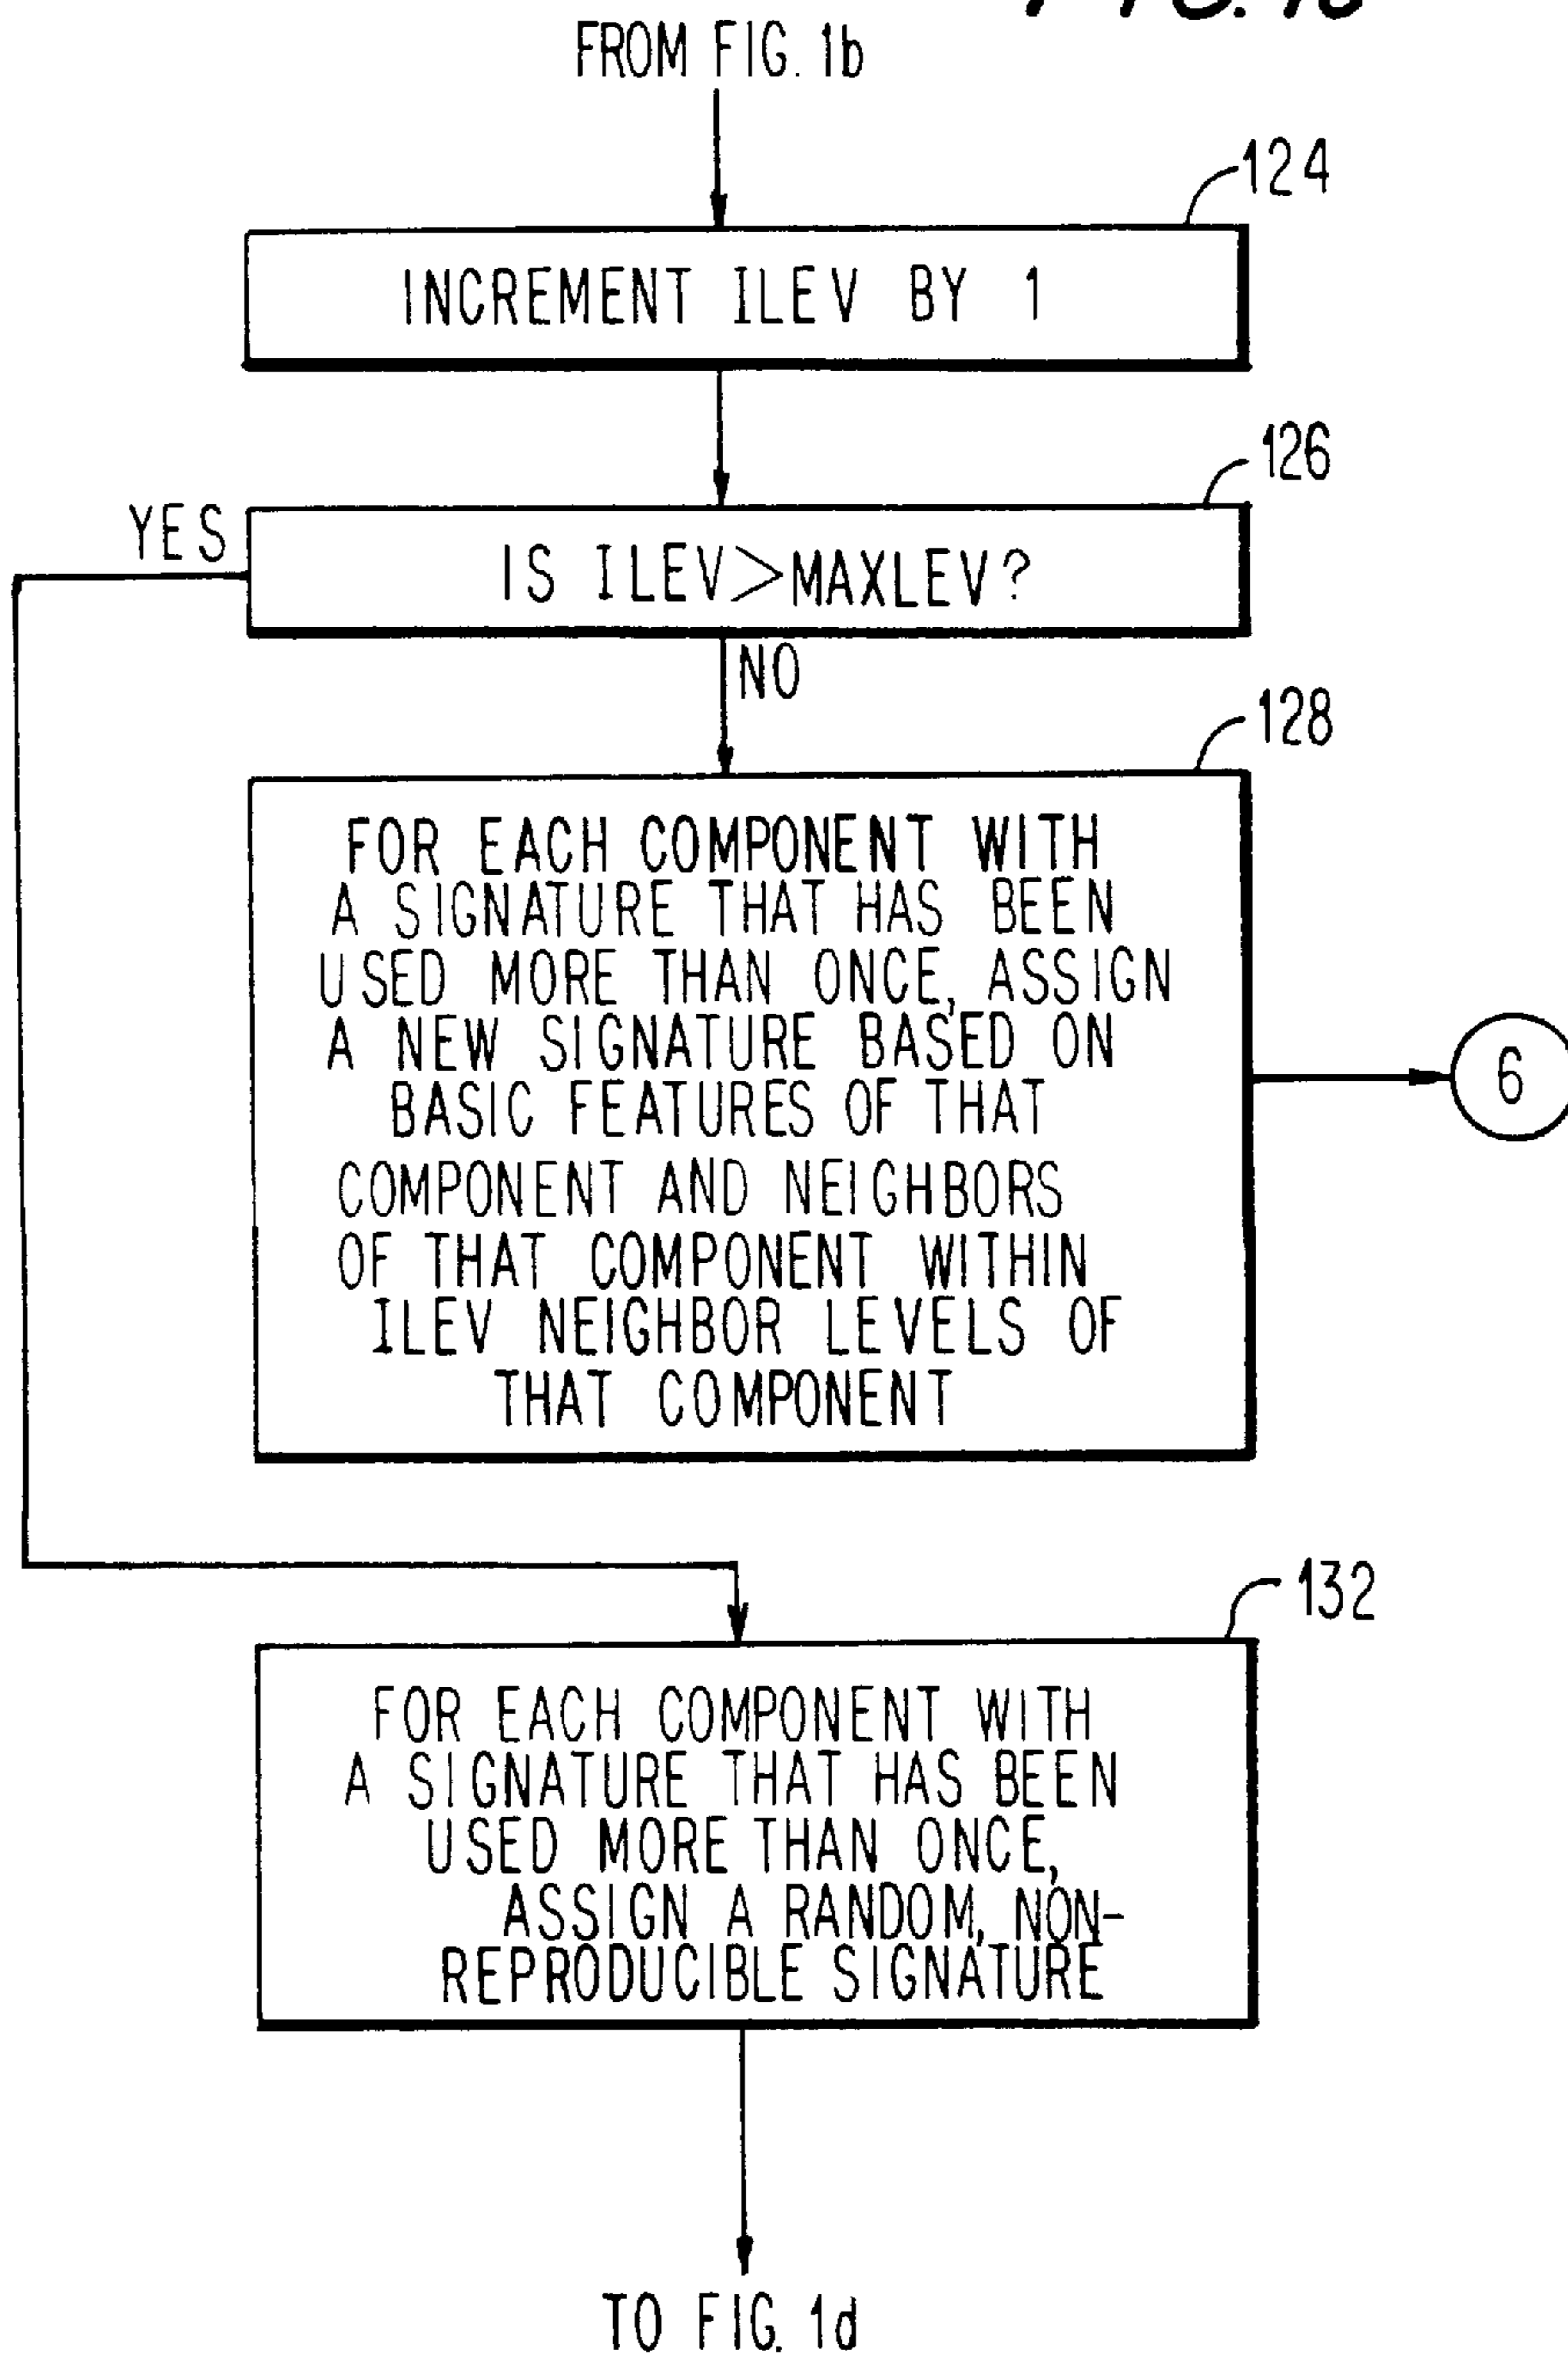 FROM FIG. 1b
124
INCREMENT ILEV BY 1
126
YES
IS ILEV>MAXLEV?
NO
128
FOR EACH COMPONENT WITH
A SIGNATURE THAT HAS BEEN
USED MORE THAN ONCE, ASSIGN
A NEW SIGNATURE BASED ON
BASIC FEATURES OF THAT
COMPONENT AND NEIGHBORS
OF THAT COMPONENT WITHIN
ILEV NEIGHBOR LEVELS OF
THAT COMPONENT
6
132
FOR EACH COMPONENT WITH
A SIGNATURE THAT HAS BEEN
USED MORE THAN ONCE,
ASSIGN A RANDOM, NON-
REPRODUCIBLE SIGNATURE
TO FIG. 1d